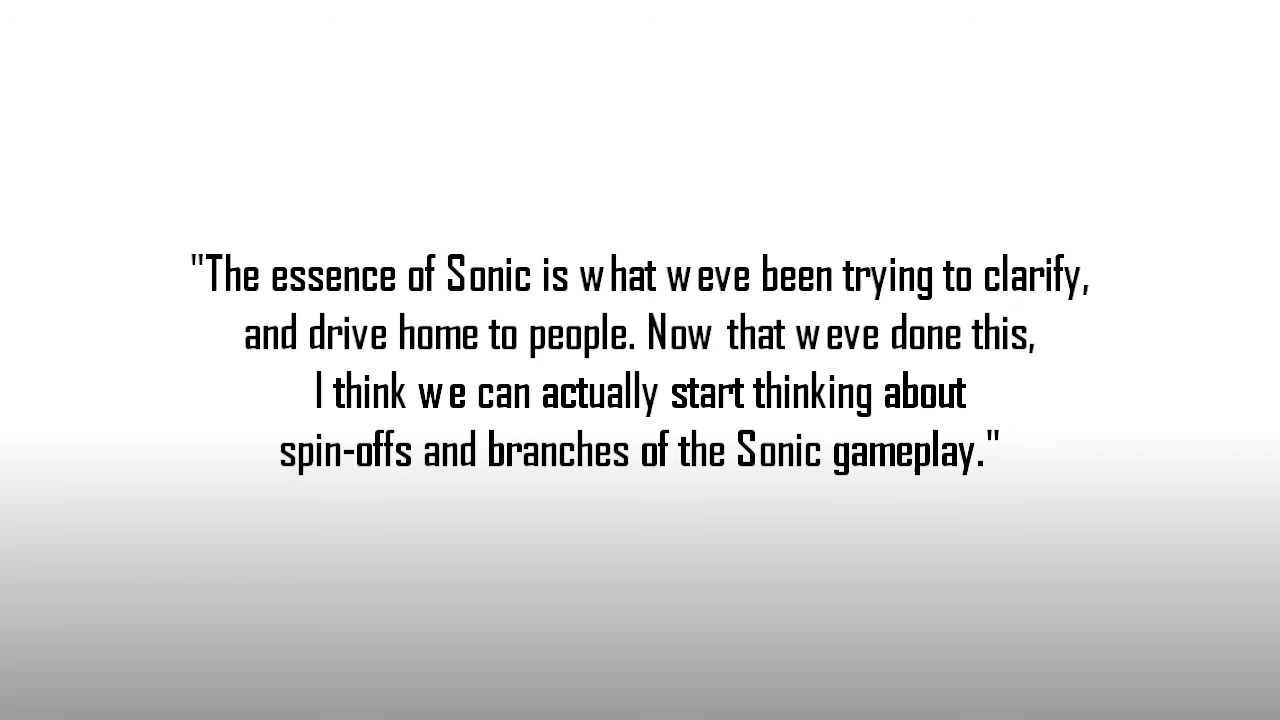 "The essence of Sonic is what weve been trying to clarify,
and drive home to people. Now that weve done this,
I think we can actually start thinking about
spin-offs and branches of the Sonic gameplay."